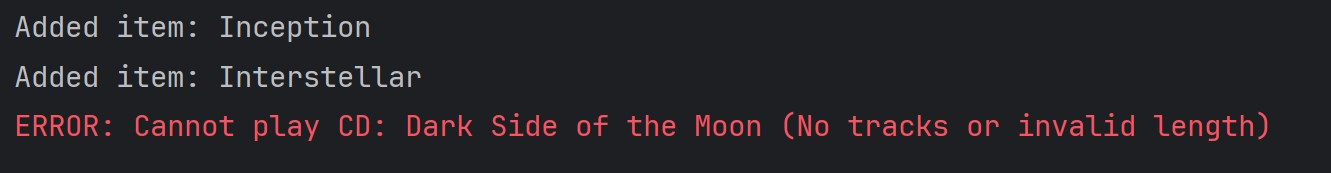 Added item: Inception
Added item: Interstellar
ERROR: Cannot play CD: Dark Side of the Moon (No tracks or invalid length)